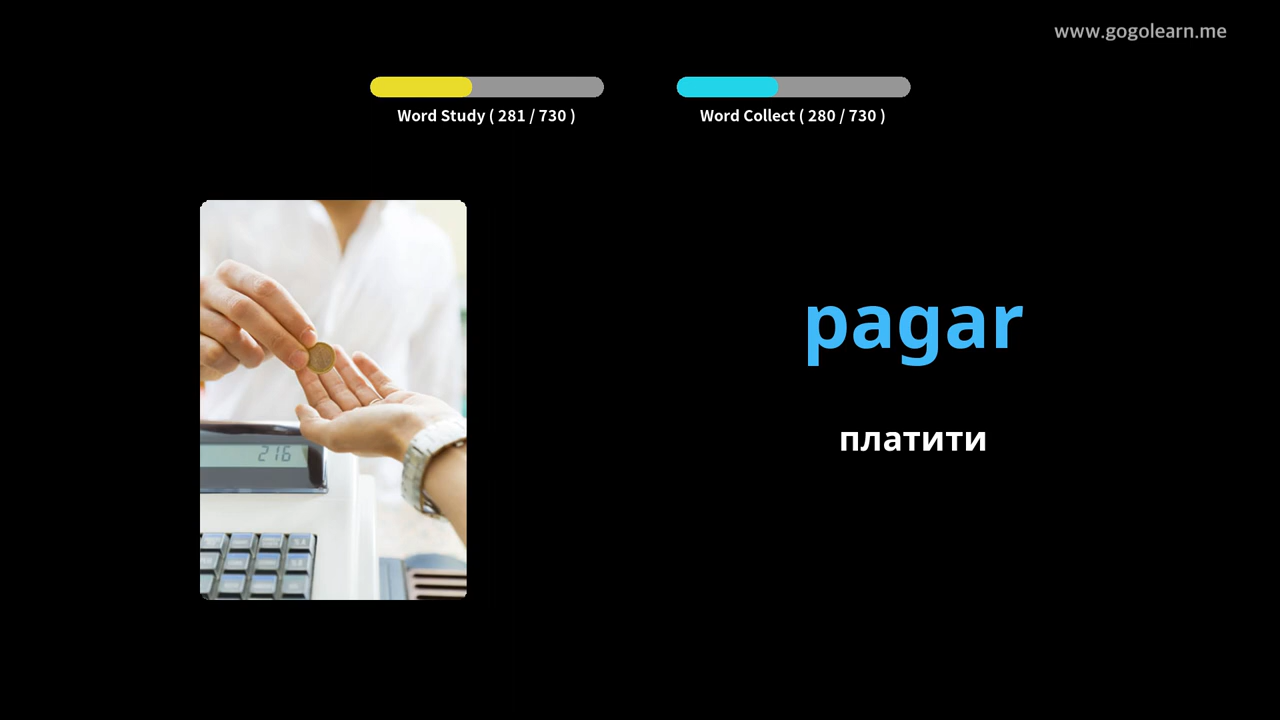 www.gogolearn.me
Word Study ( 281 / 730 )
Word Collect ( 280 / 730 )
pagar
платити
216